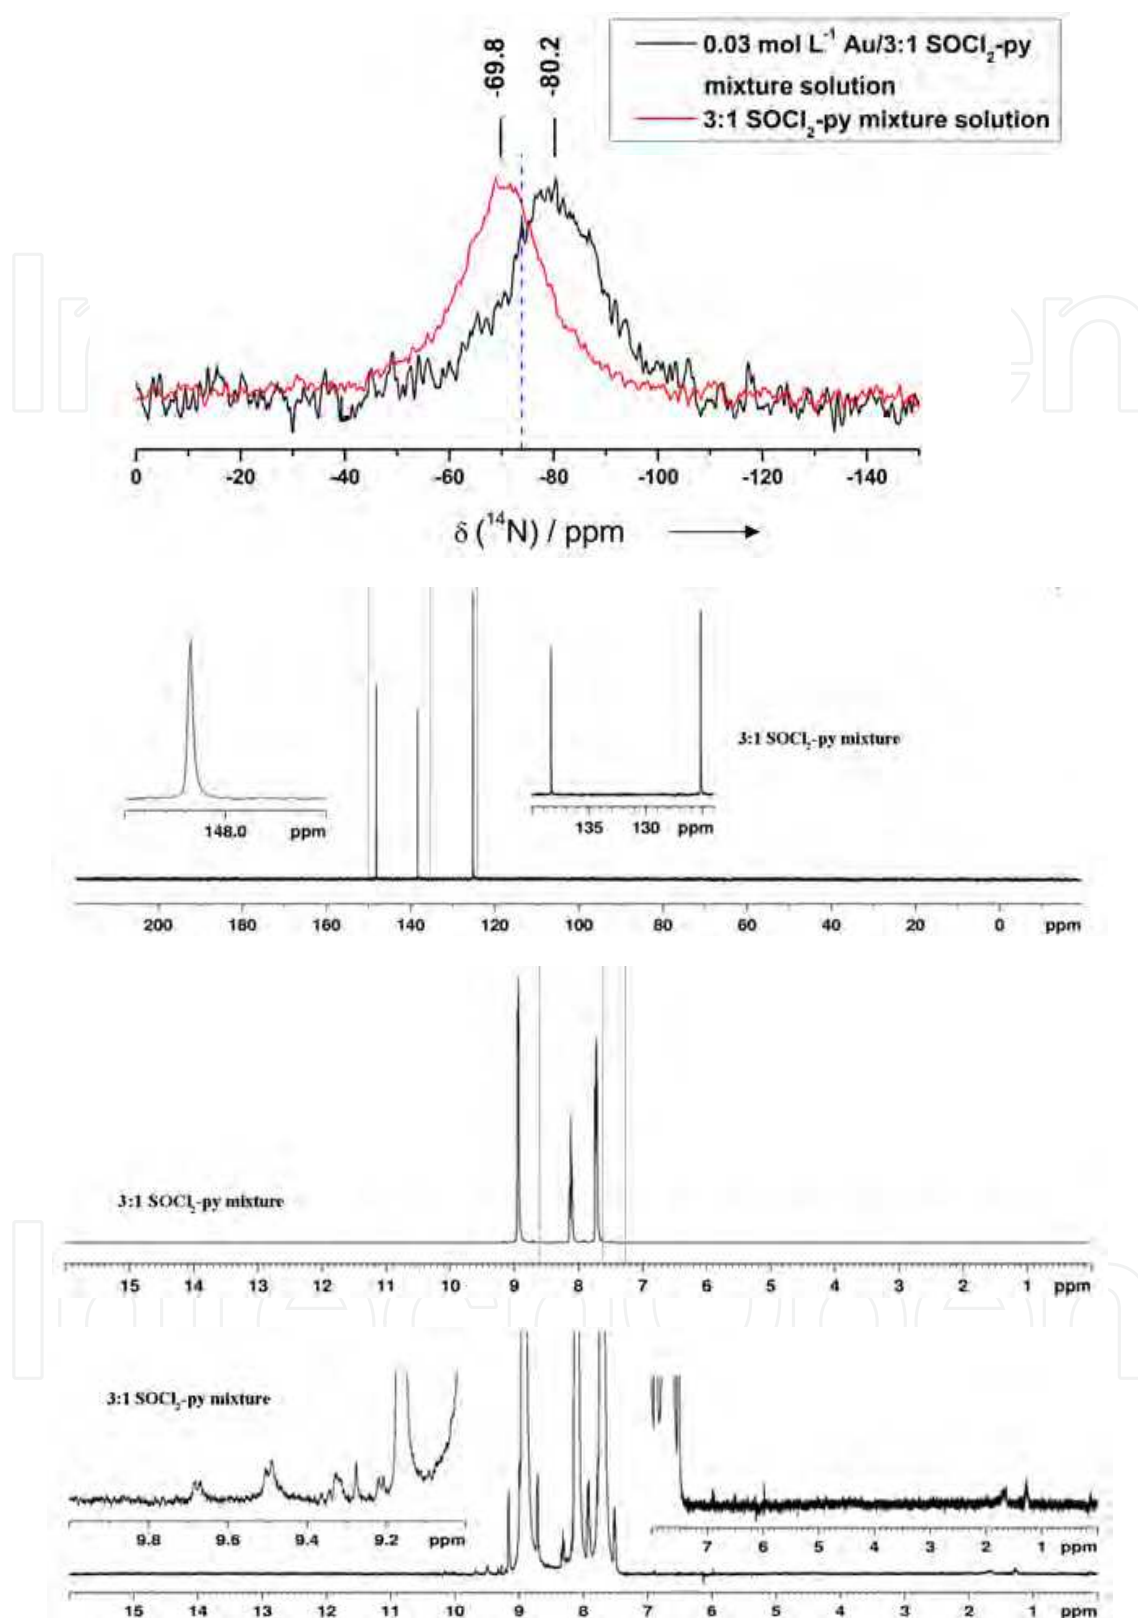 -69.8
-80.2
0.03 mol L⁻¹ Au/3:1 SOCl₂-py
mixture solution
3:1 SOCl₂-py mixture solution
0 -20 -40 -60 -80 -100 -120 -140
δ (¹⁴N) / ppm
3:1 SOCl₂-py mixture
148.0 ppm
135 130 ppm
200 180 160 140 120 100 80 60 40 20 0 ppm
3:1 SOCl₂-py mixture
15 14 13 12 11 10 9 8 7 6 5 4 3 2 1 ppm
3:1 SOCl₂-py mixture
9.8 9.6 9.4 9.2 ppm
7 6 5 4 3 2 1 ppm
15 14 13 12 11 10 9 8 7 6 5 4 3 2 1 ppm